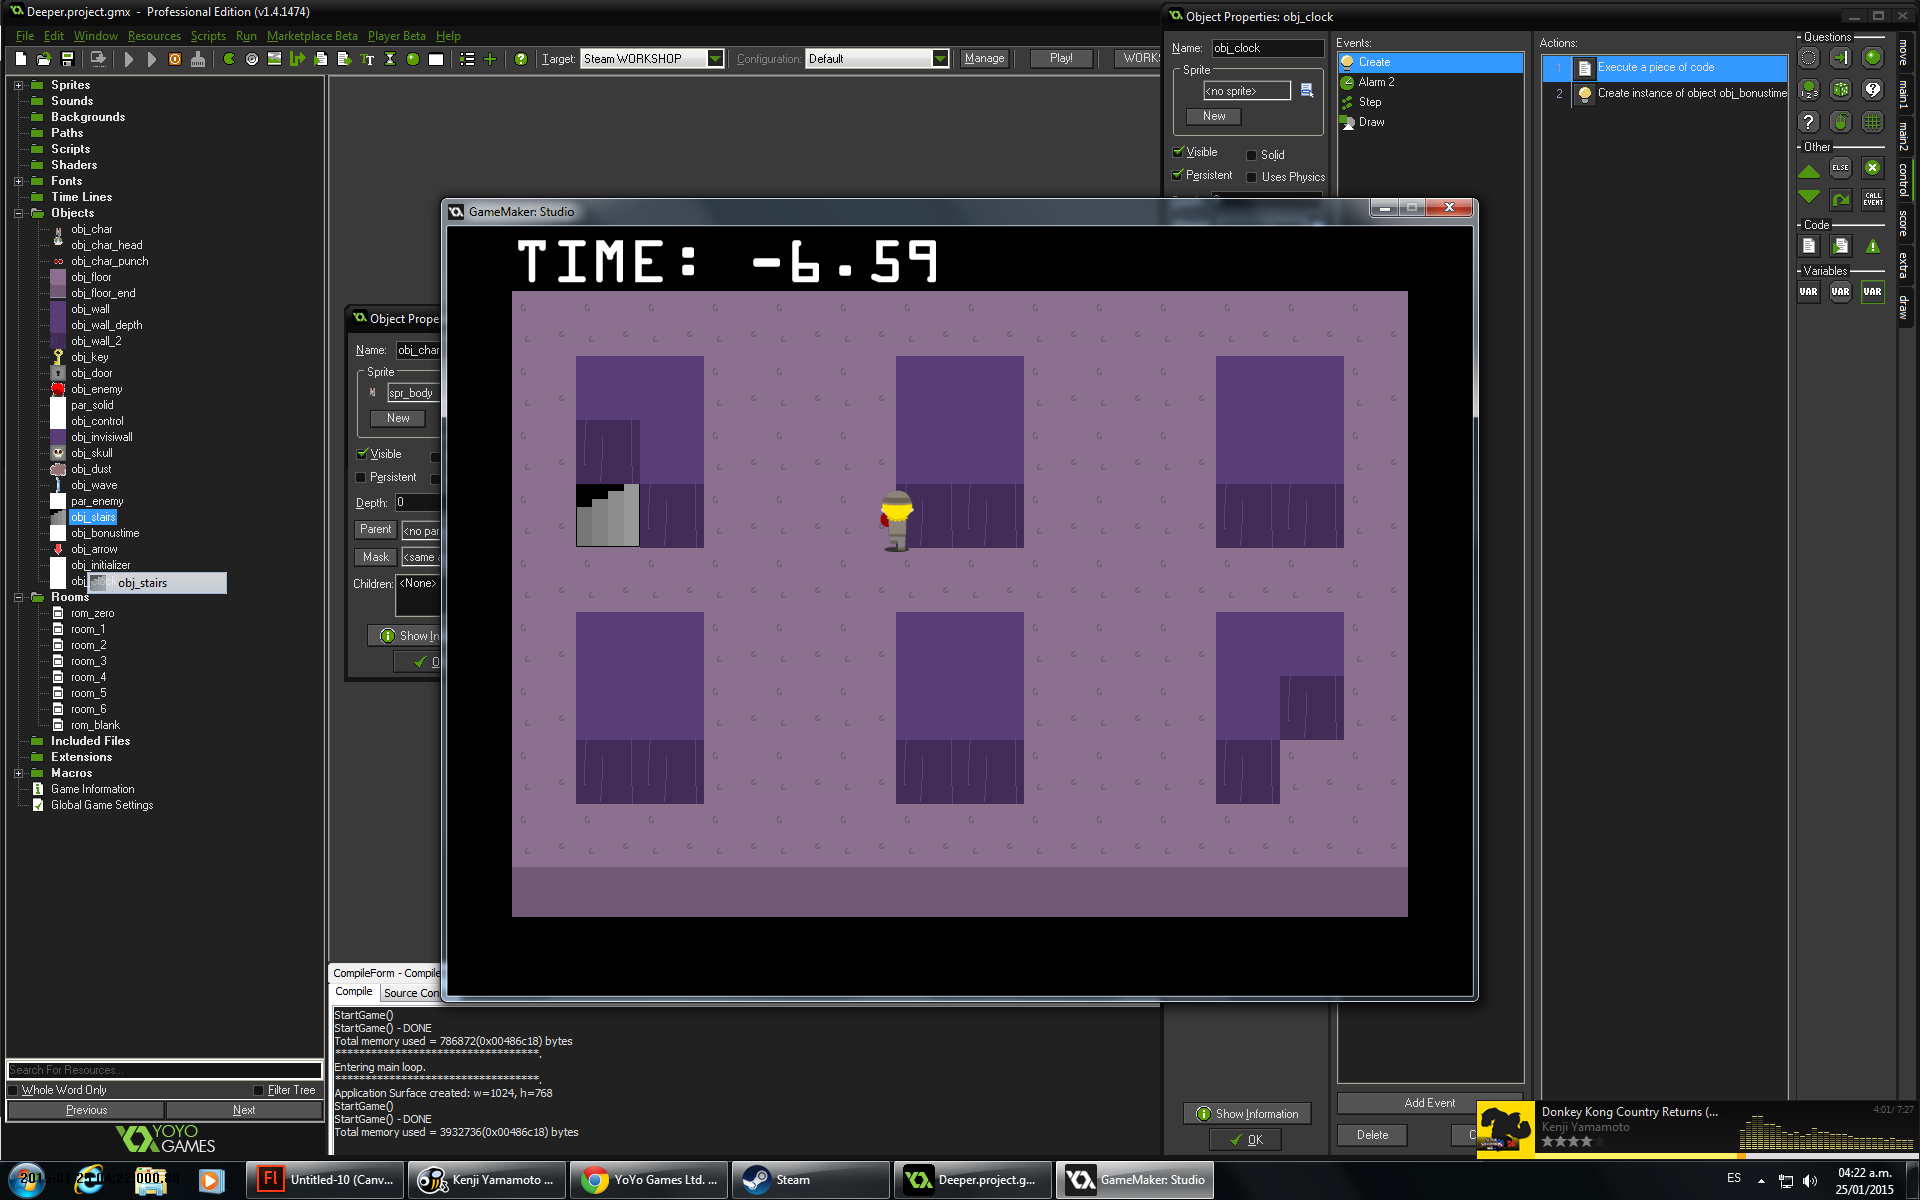 Deeper.project.gmx - Professional Edition (v1.4.1474)
File Edit Window Resources Scripts Run Marketplace Beta Player Beta Help
Target: Steam WORKSHOP Configuration: Default Manage Play! WORKS
Sprites
Sounds
Backgrounds
Paths
Scripts
Shaders
Fonts
Time Lines
Objects
obj_char
obj_char_head
obj_char_punch
obj_floor
obj_floor_end
obj_wall
obj_wall_depth
obj_wall_2
obj_key
obj_door
obj_enemy
par_solid
obj_control
obj_invisiwall
obj_skull
obj_dust
obj_wave
par_enemy
obj_stairs
obj_bonustime
obj_arrow
obj_initializer
obj_stairs
Rooms
rom_zero
room_1
room_2
room_3
room_4
room_5
room_6
rom_blank
Included Files
Extensions
Macros
Game Information
Global Game Settings
Search For Resources...
Whole Word Only Filter Tree
Previous Next
YOYO
GAMES
Object Prope
Name: obj_char
Sprite
spr_body
New
Visible
Persistent
Depth: 0
Parent <no pa
Mask <same
Children: <None>
Show In
O
GameMaker: Studio
TIME: -6.59
Object Properties: obj_clock
Name: obj_clock
Sprite
<no sprite>
New
Visible Solid
Persistent Uses Physics
Events:
Create
Alarm 2
Step
Draw
Actions:
1 Execute a piece of code
2 Create instance of object obj_bonustime
Questions
Other
ELSE
CALL EVENT
Code
Variables
VAR VAR VAR
move
main1
main2
control
score
extra
draw
Show Information
OK
Add Event
Delete
CompileForm - Compile
Compile Source Con
StartGame()
StartGame() - DONE
Total memory used = 786872(0x00486c18) bytes
***********************************.
Entering main loop.
***********************************.
Application Surface created: w=1024, h=768
StartGame()
StartGame() - DONE
Total memory used = 3932736(0x00486c18) bytes
Donkey Kong Country Returns (...
Kenji Yamamoto
4:01/ 7:27
Untitled-10 (Canv...
Kenji Yamamoto ...
YoYo Games Ltd. ...
Steam
Deeper.project.g...
GameMaker: Studio
ES
04:22 a.m.
25/01/2015